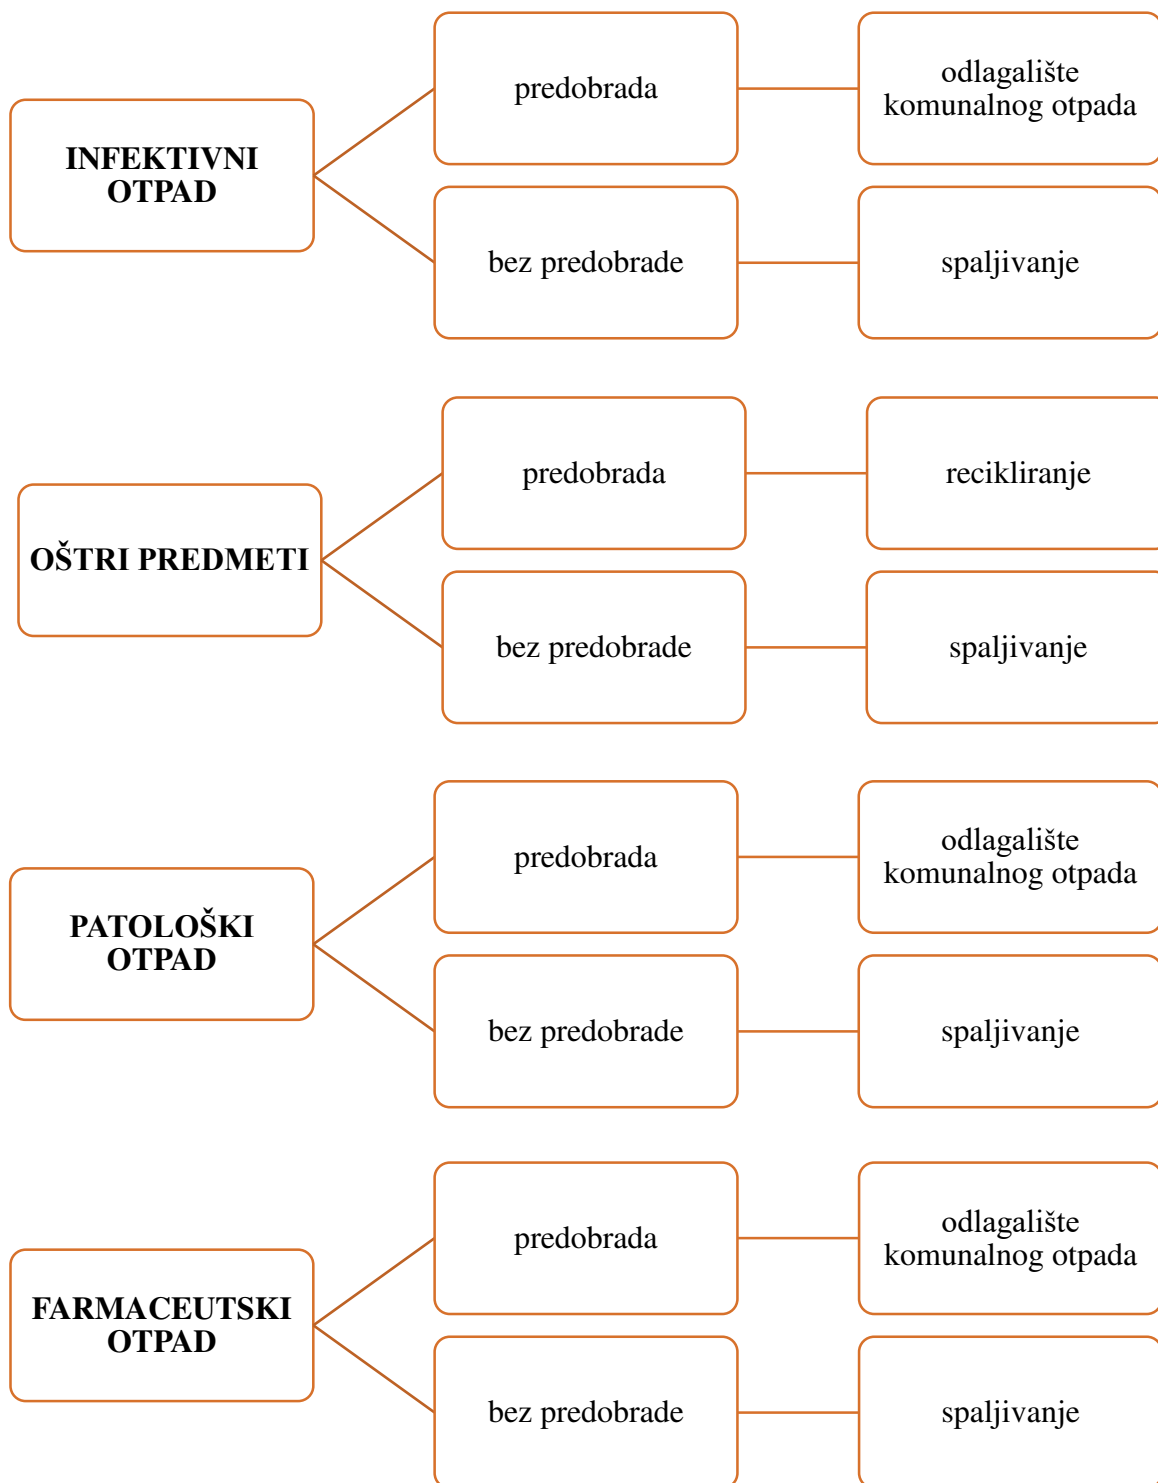 predobrada
odlagalište
komunalnog otpada
INFEKTIVNI
OTPAD
bez predobrade
spaljivanje
predobrada
recikliranje
OŠTRI PREDMETI
bez predobrade
spaljivanje
predobrada
odlagalište
komunalnog otpada
PATOLOŠKI
OTPAD
bez predobrade
spaljivanje
predobrada
odlagalište
komunalnog otpada
FARMACEUTSKI
OTPAD
bez predobrade
spaljivanje